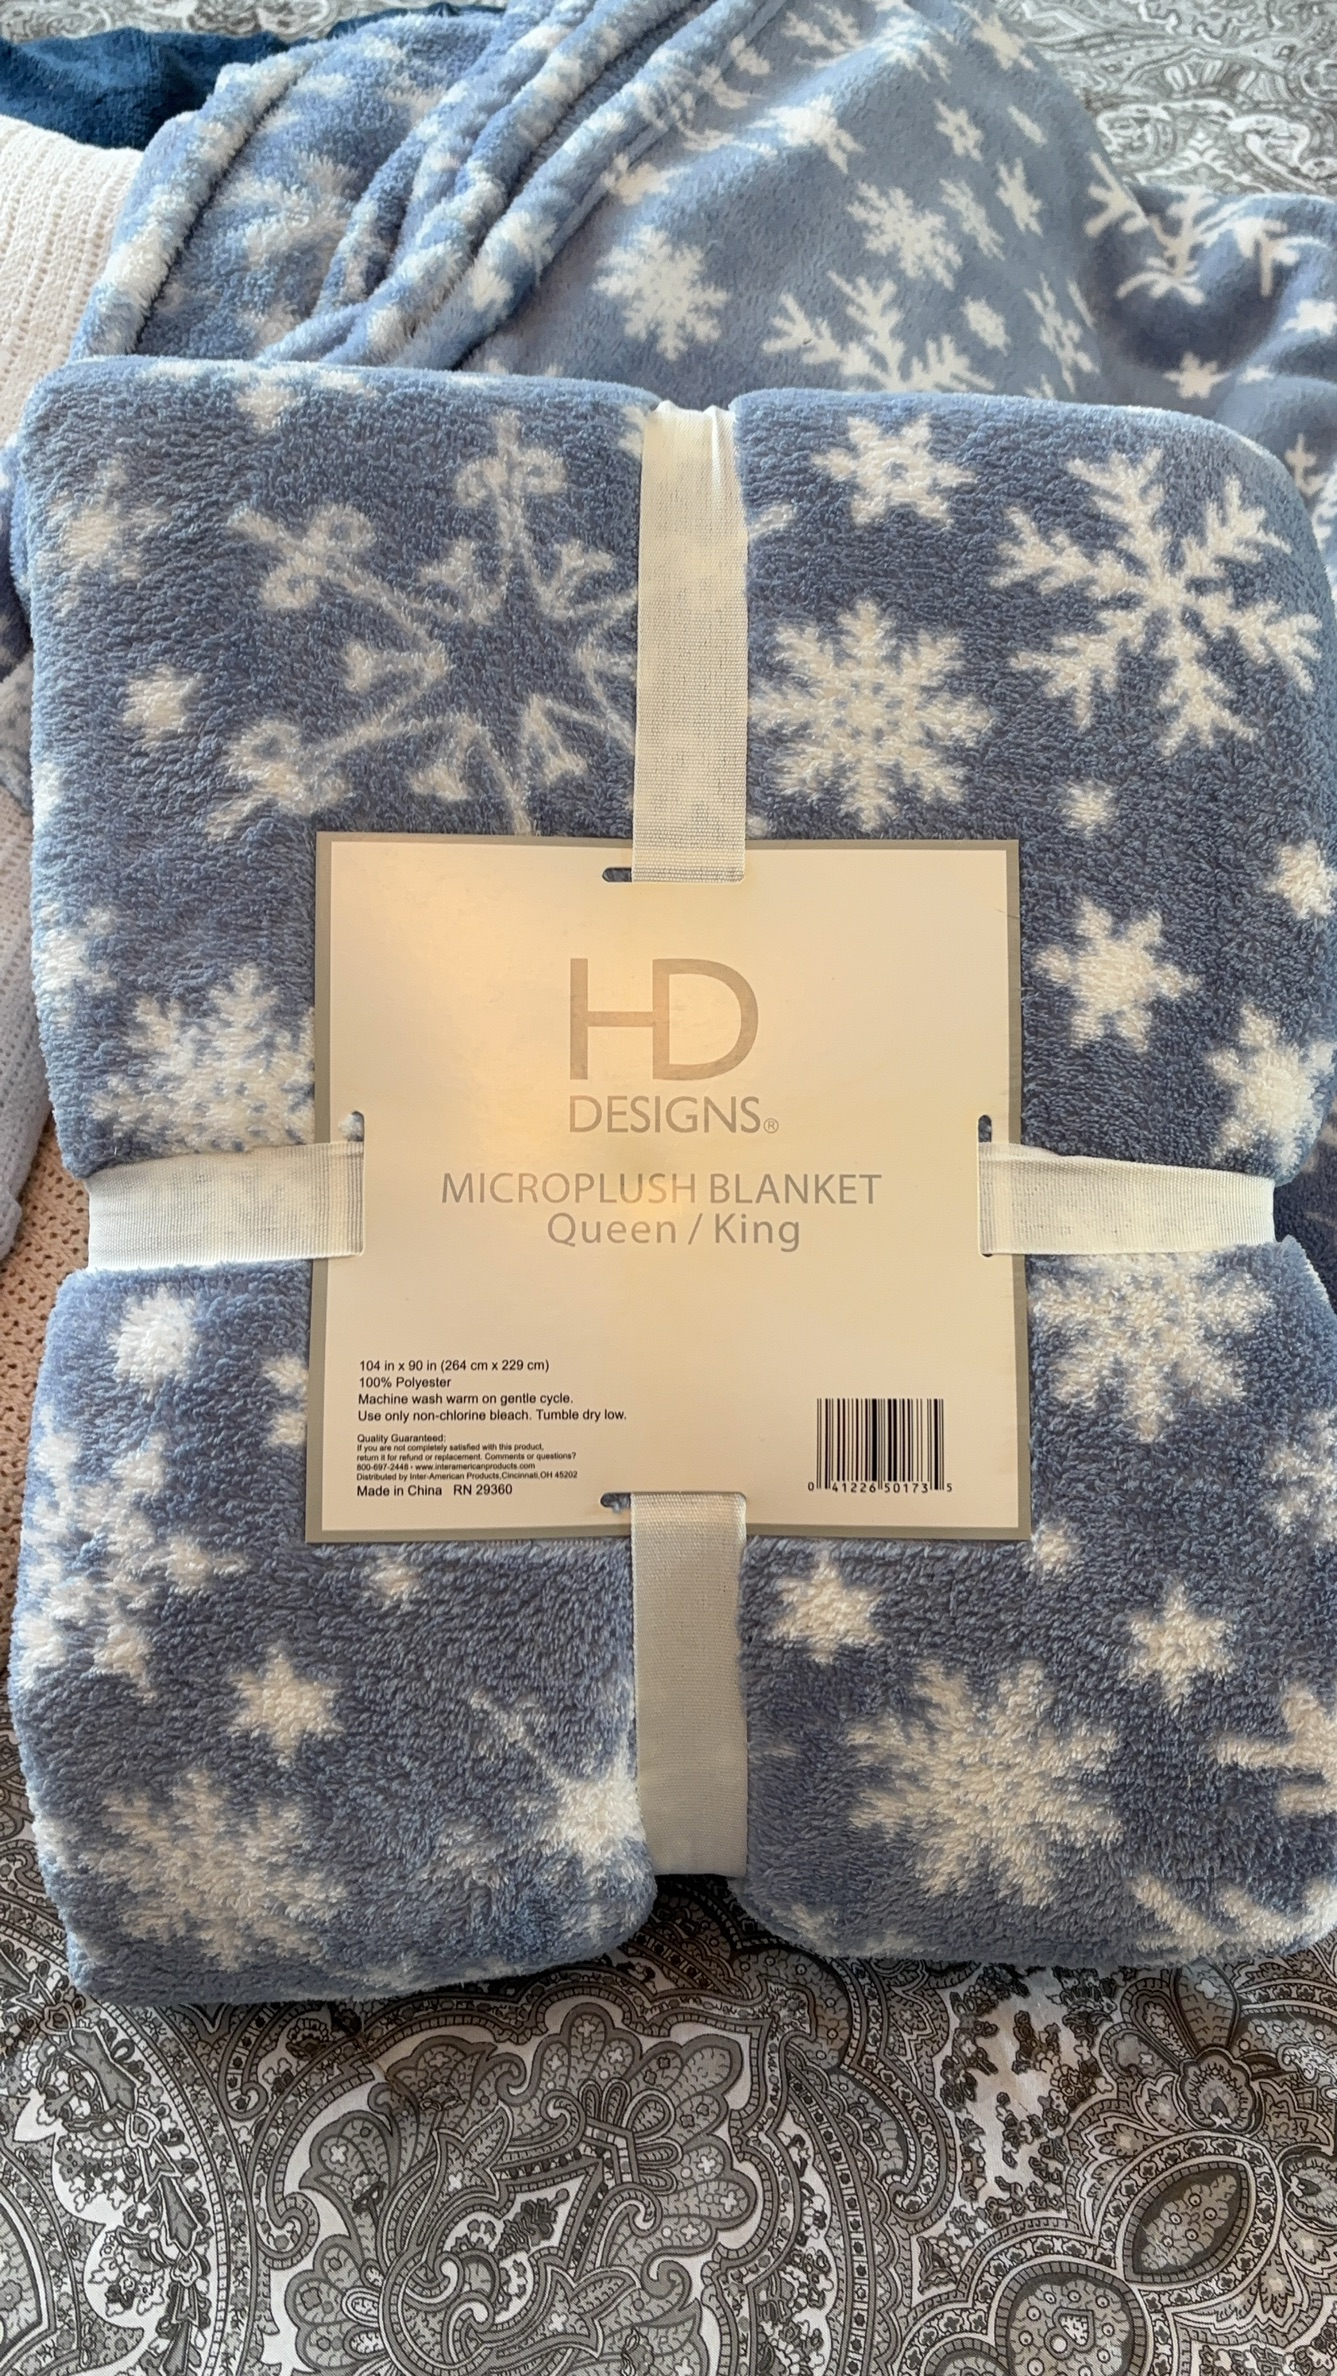 HD
DESIGNS®
MICROPLUSH BLANKET
Queen / King
104 in x 90 in (264 cm x 229 cm)
100% Polyester
Machine wash warm on gentle cycle.
Use only non-chlorine bleach. Tumble dry low.
Quality Guaranteed:
If you are not completely satisfied with this product,
return it for refund or replacement. Comments or questions?
800-697-2448 • www.interamericanproducts.com
Distributed by Inter-American Products,Cincinnati,OH 45202
Made in China RN 29360
0 41226 50173 5